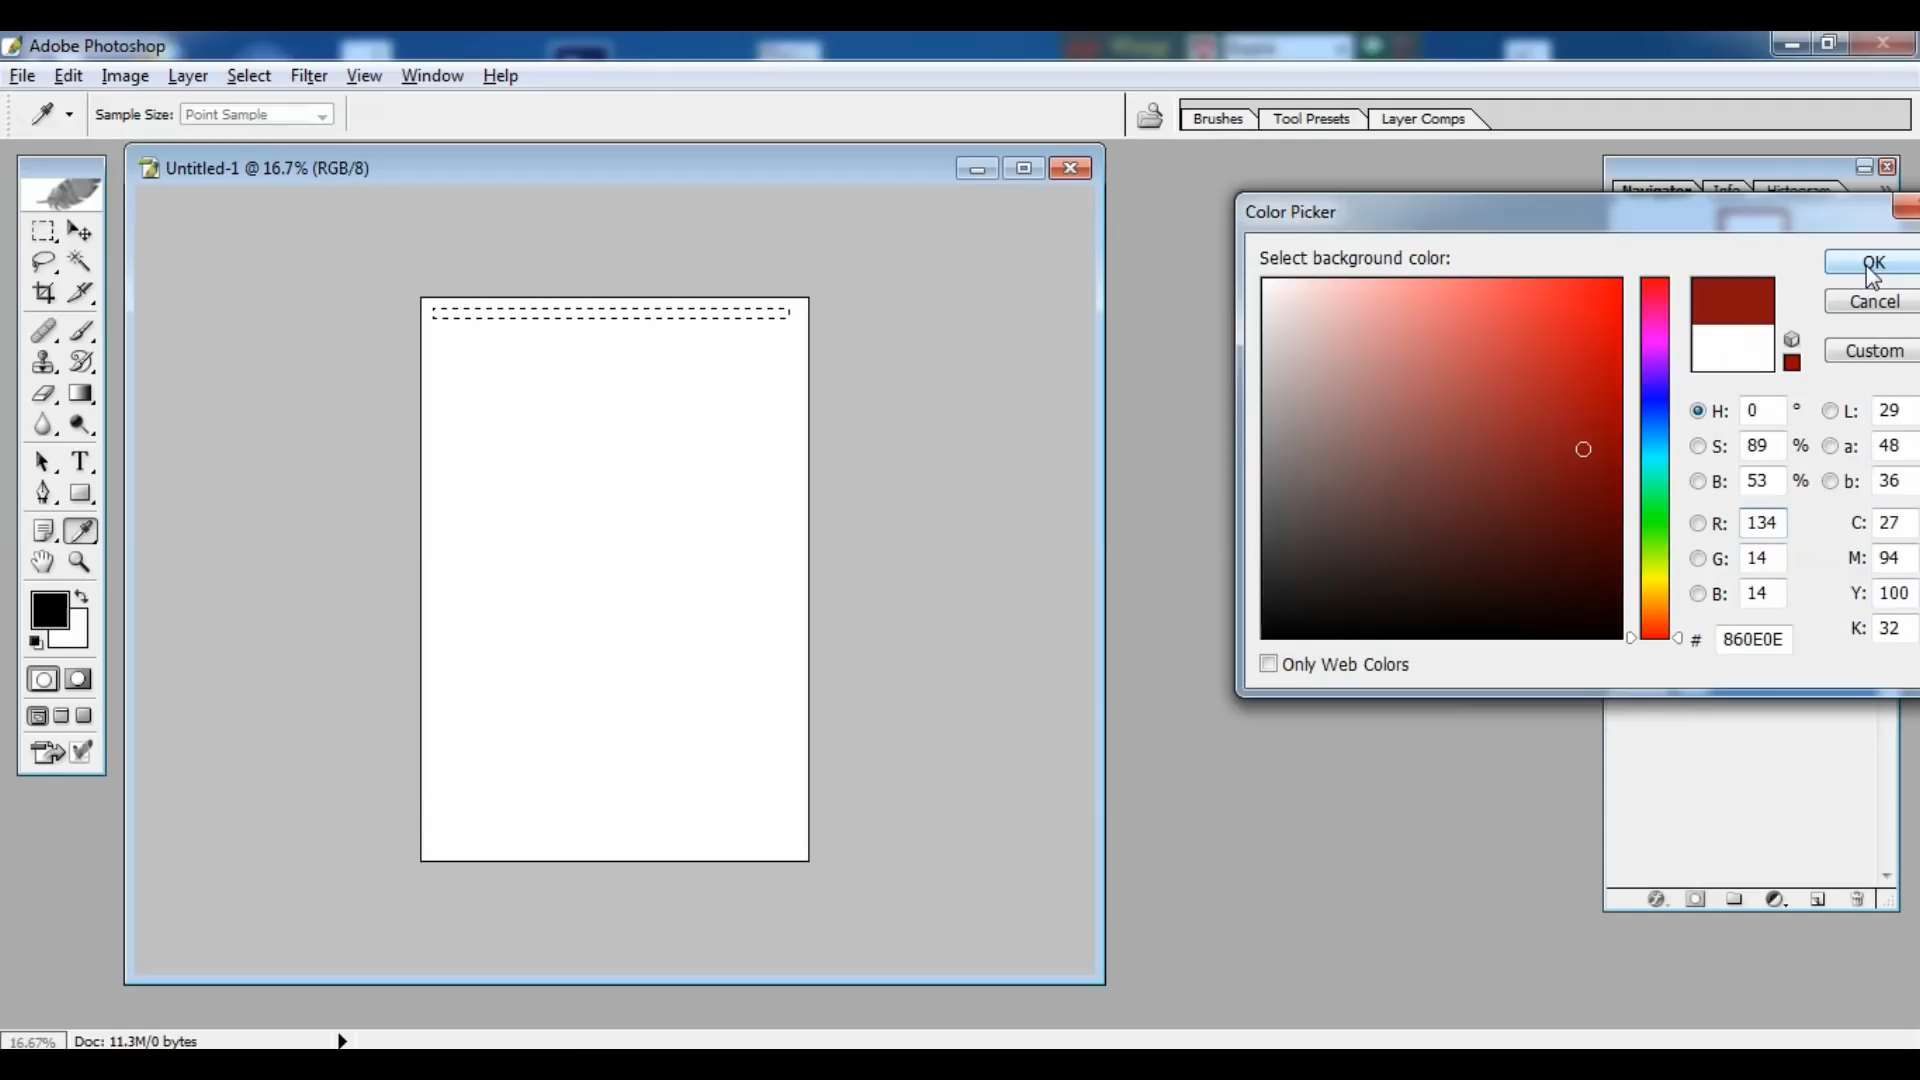 Adobe Photoshop
File Edit Image Layer Select Filter View Window Help
Sample Size: Point Sample
Brushes Tool Presets Layer Comps
Untitled-1 @ 16.7% (RGB/8)
Navigator Info Histogram
Color Picker
Select background color:
OK
Cancel
Custom
H: 0 ° L: 29
S: 89 % a: 48
B: 53 % b: 36
R: 134 C: 27
G: 14 M: 94
B: 14 Y: 100
# 860E0E K: 32
Only Web Colors
16.67% Doc: 11.3M/0 bytes